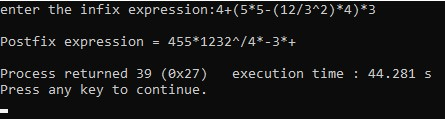 enter the infix expression:4+(5*5-(12/3^2)*4)*3
Postfix expression = 455*1232^/4*-3*+
Process returned 39 (0x27)   execution time : 44.281 s
Press any key to continue.